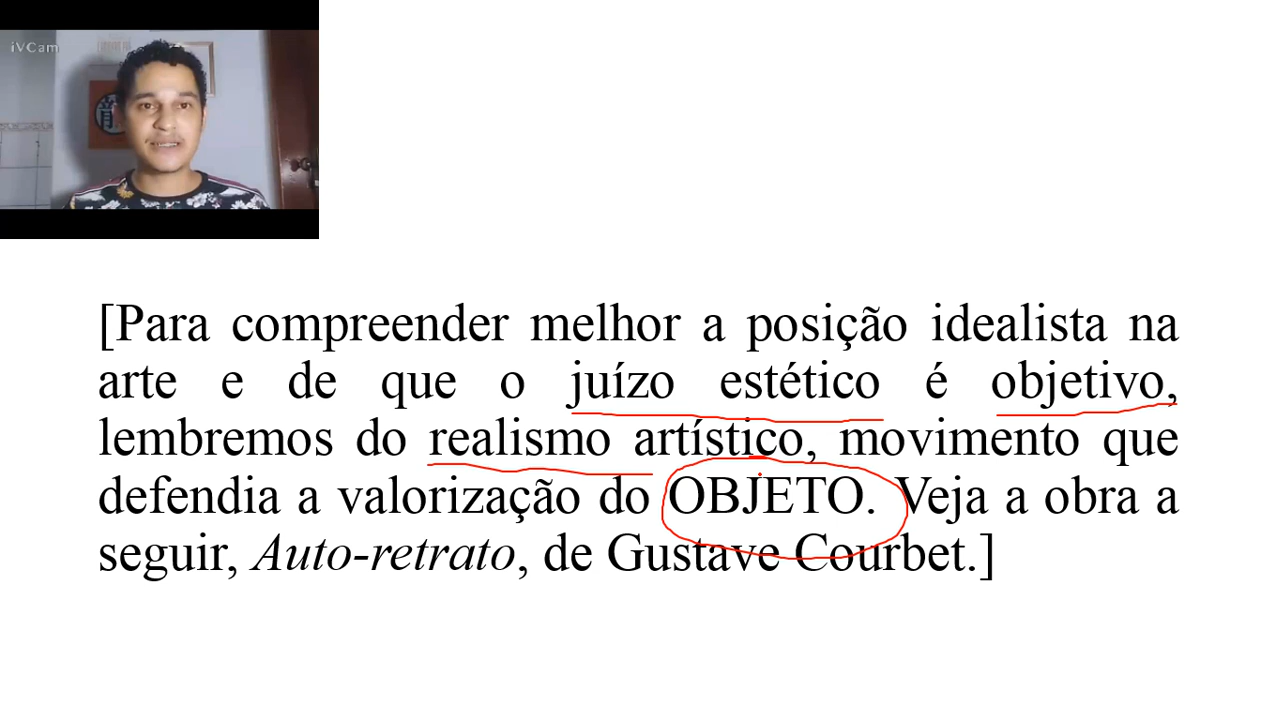 iVCam
[Para compreender melhor a posição idealista na
arte e de que o juízo estético é objetivo,
lembremos do realismo artístico, movimento que
defendia a valorização do OBJETO. Veja a obra a
seguir, Auto-retrato, de Gustave Courbet.]